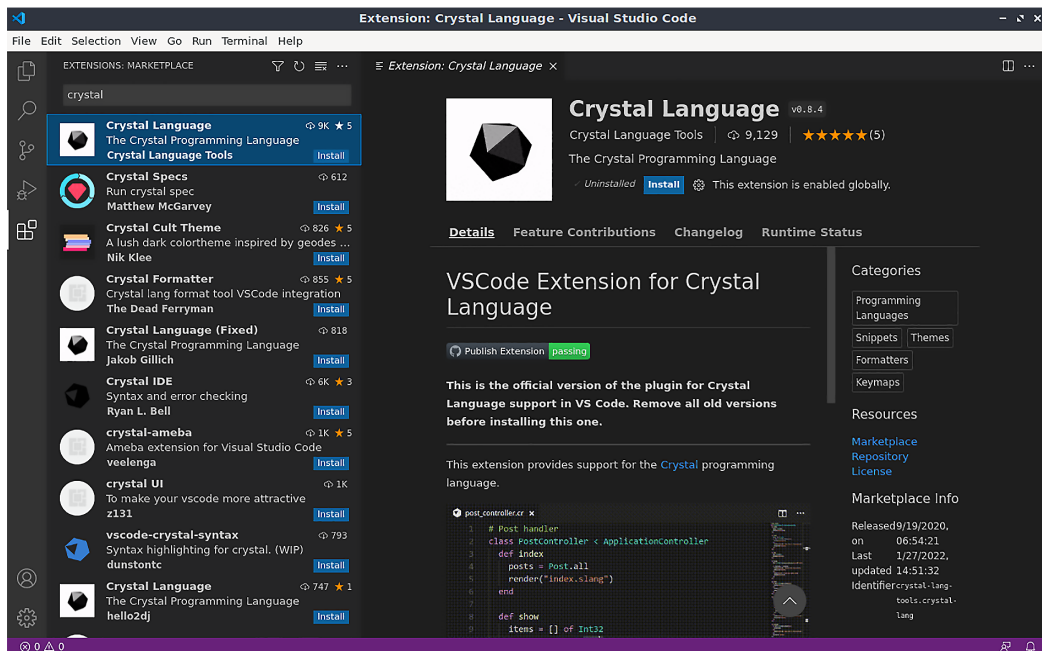 Extension: Crystal Language - Visual Studio Code
File Edit Selection View Go Run Terminal Help
EXTENSIONS: MARKETPLACE
crystal
Crystal Language 9K ★ 5
The Crystal Programming Language
Crystal Language Tools Install
Crystal Specs 612
Run crystal spec
Matthew McGarvey Install
Crystal Cult Theme 826 ★ 5
A lush dark colortheme inspired by geodes ...
Nik Klee Install
Crystal Formatter 855 ★ 5
Crystal lang format tool VSCode integration
The Dead Ferryman Install
Crystal Language (Fixed) 818
The Crystal Programming Language
Jakob Gillich Install
Crystal IDE 6K ★ 3
Syntax and error checking
Ryan L. Bell Install
crystal-ameba 1K ★ 5
Ameba extension for Visual Studio Code
veelenga Install
crystal UI 1K
To make your vscode more attractive
z131 Install
vscode-crystal-syntax 793
Syntax highlighting for crystal. (WIP)
dunstontc Install
Crystal Language 747 ★ 1
The Crystal Programming Language
hello2dj Install
Extension: Crystal Language
Crystal Language v0.8.4
Crystal Language Tools 9,129 ★★★★★(5)
The Crystal Programming Language
Uninstalled Install This extension is enabled globally.
Details Feature Contributions Changelog Runtime Status
VSCode Extension for Crystal
Language
Publish Extension passing
This is the official version of the plugin for Crystal
Language support in VS Code. Remove all old versions
before installing this one.
This extension provides support for the Crystal programming
language.
post_controller.cr
1 # Post handler
2 class PostController < ApplicationController
3 def index
4 posts = Post.all
5 render("index.slang")
6 end
7
8 def show
9 items = [] of Int32
Categories
Programming
Languages
Snippets Themes
Formatters
Keymaps
Resources
Marketplace
Repository
License
Marketplace Info
Released 9/19/2020,
on 06:54:21
Last 1/27/2022,
updated 14:51:32
Identifier crystal-lang-
tools.crystal-
lang
0 0